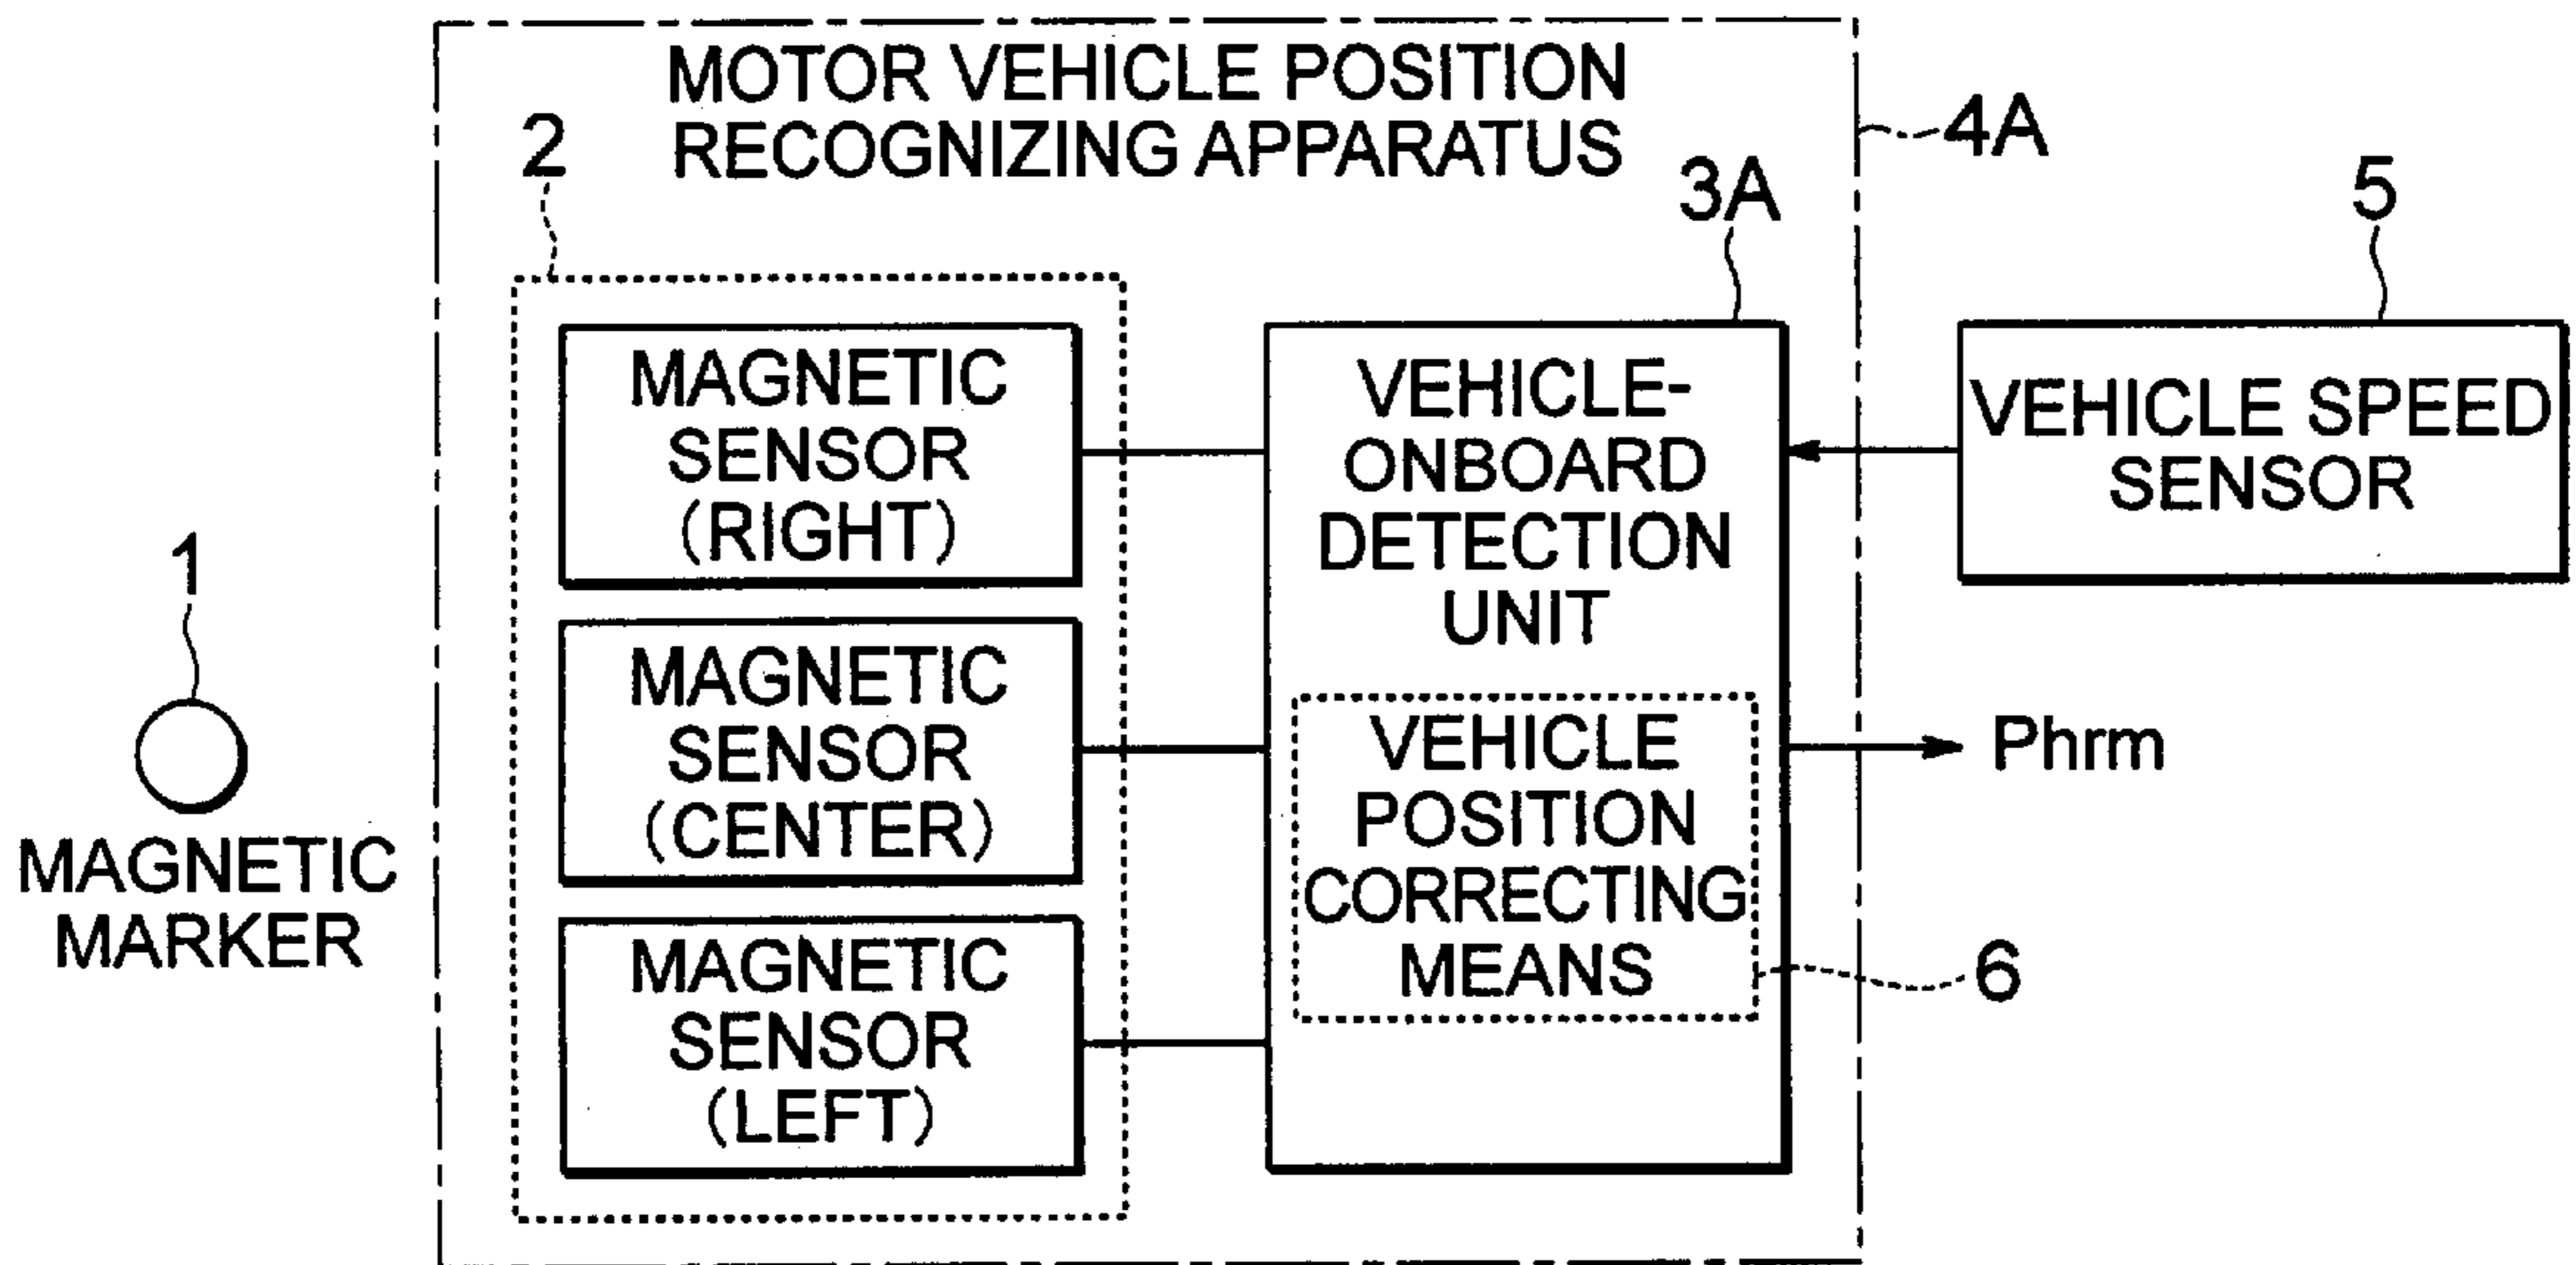 MOTOR VEHICLE POSITION
RECOGNIZING APPARATUS
4A
2
3A
5
MAGNETIC
SENSOR
(RIGHT)
VEHICLE-
ONBOARD
DETECTION
UNIT
VEHICLE SPEED
SENSOR
1
MAGNETIC
MARKER
MAGNETIC
SENSOR
(CENTER)
VEHICLE
POSITION
CORRECTING
MEANS
Phrm
6
MAGNETIC
SENSOR
(LEFT)